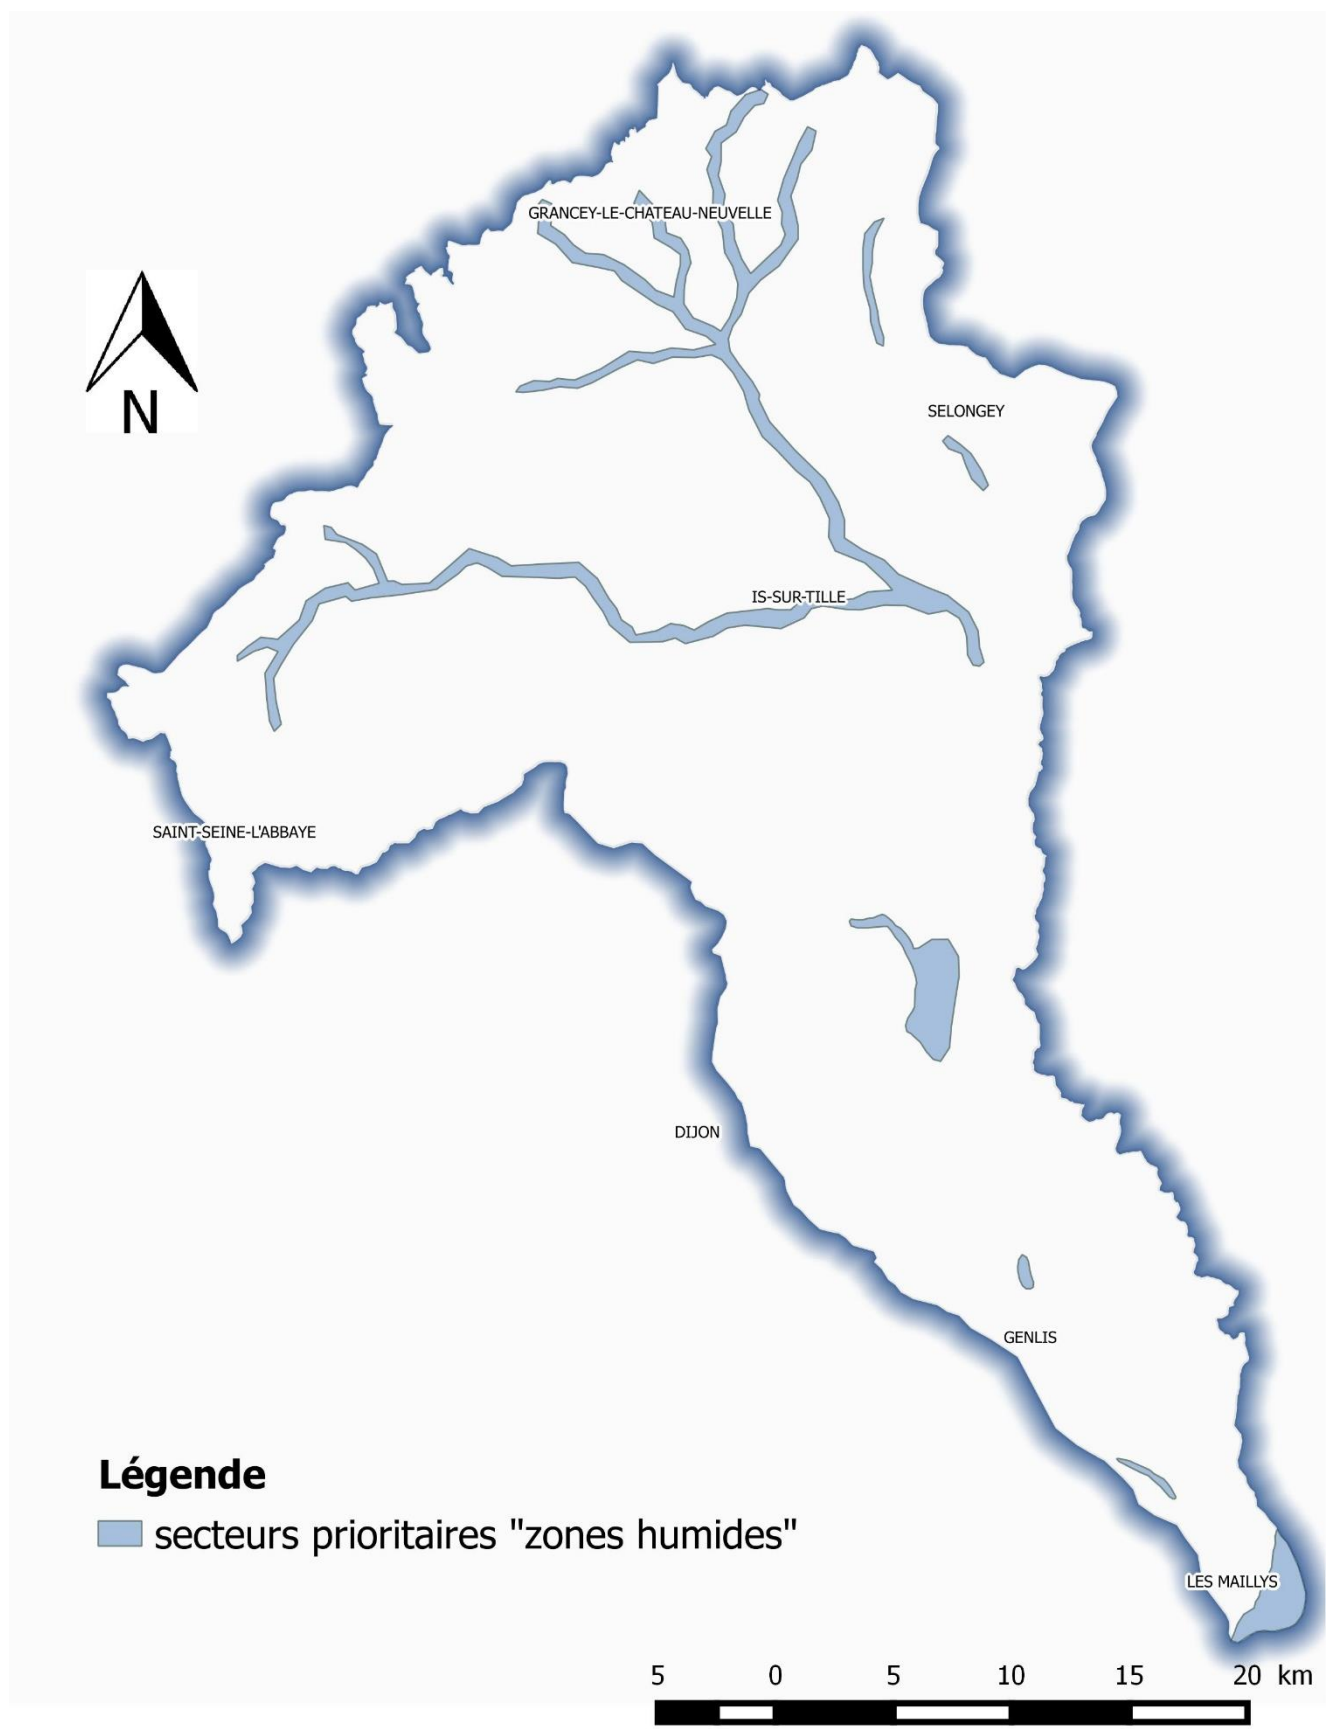 GRANCEY-LE-CHATEAU-NEUVELLE
N
SELONGEY
IS-SUR-TILLE
SAINT-SEINE-L'ABBAYE
DIJON
GENLIS
Légende
secteurs prioritaires "zones humides"
LES MAILLYS
5 0 5 10 15 20 km